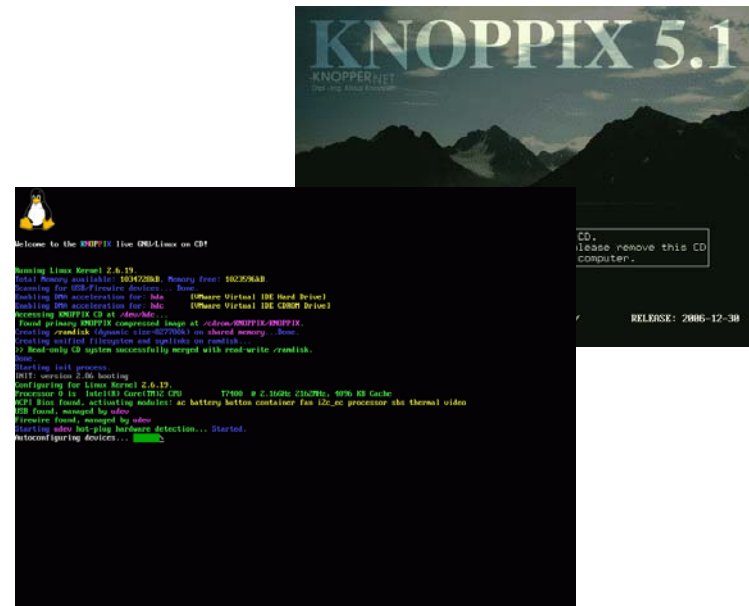 KNOPPIX 5.1
KNOPPERNET
Dipl.-Ing. Klaus Knopper
CD.
lease remove this CD
computer.
RELEASE: 2006-12-30
Welcome to the KNOPPIX live GNU/Linux on CD!
Running Linux Kernel 2.6.19.
Total Memory available: 1034728kB, Memory free: 1023596kB.
Scanning for USB/Firewire devices... Done.
Enabling DMA acceleration for: hda [VMware Virtual IDE Hard Drive]
Enabling DMA acceleration for: hdc [VMware Virtual IDE CDROM Drive]
Accessing KNOPPIX CD at /dev/hdc...
Found primary KNOPPIX compressed image at /cdrom/KNOPPIX/KNOPPIX.
Creating /ramdisk (dynamic size=827780k) on shared memory...Done.
Creating unified filesystem and symlinks on ramdisk...
>> Read-only CD system successfully merged with read-write /ramdisk.
Done.
Starting init process.
INIT: version 2.86 booting
Configuring for Linux Kernel 2.6.19.
Processor 0 is Intel(R) Core(TM)2 CPU T7400 @ 2.16GHz 2162MHz, 4096 KB Cache
ACPI Bios found, activating modules: ac battery button container fan i2c_ec processor sbs thermal video
USB found, managed by udev
Firewire found, managed by udev
Starting udev hot-plug hardware detection... Started.
Autoconfiguring devices...